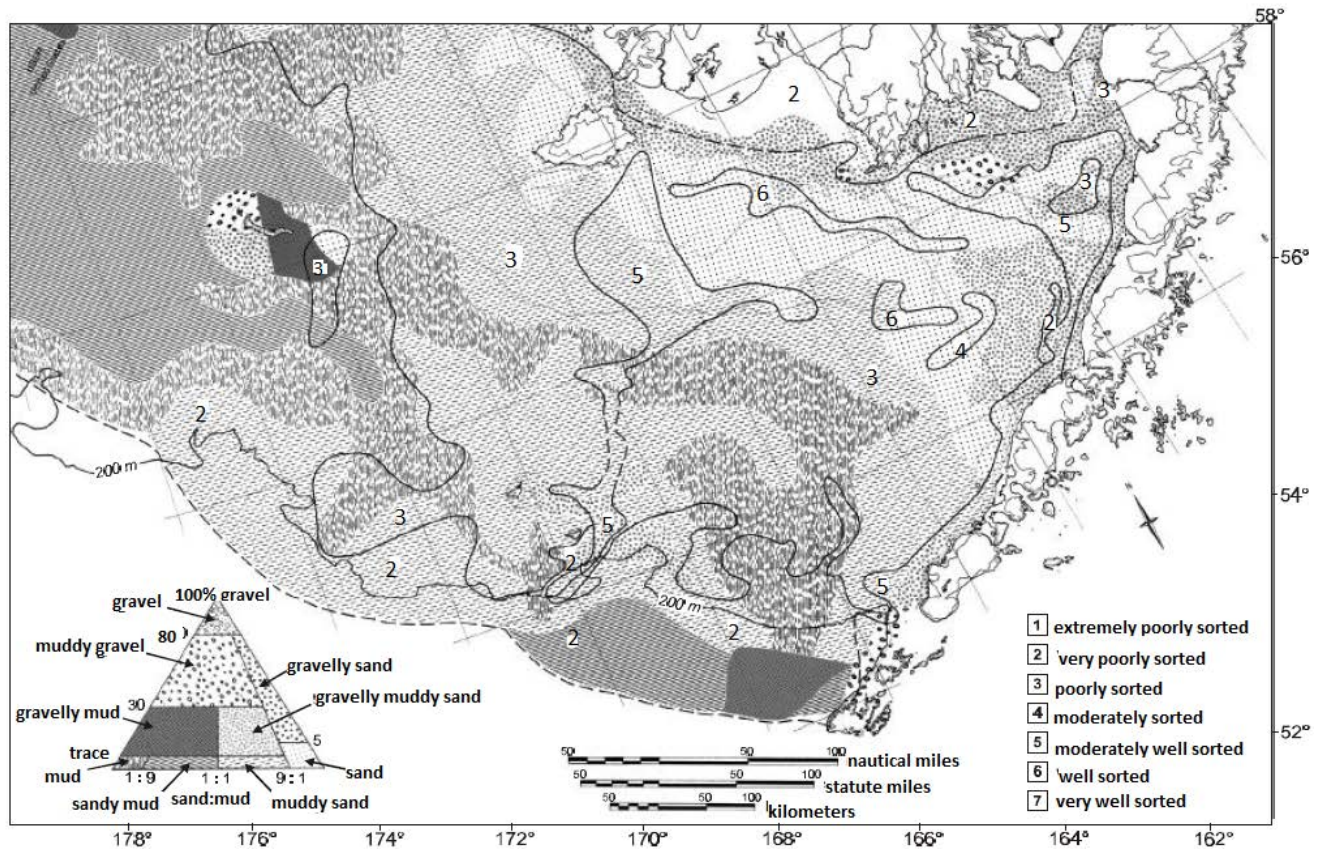 58°
2
3
2
3
6
5
3
3
5
56°
6
2
4
3
2
200 m
54°
3
5
2
2
5
200 m
2
2
100% gravel
gravel
80
muddy gravel
gravelly sand
gravelly muddy sand
30
gravelly mud
5
trace
mud
sand
1:9 1:1 9:1
sandy mud sand:mud muddy sand
50 0 50 100 nautical miles
50 0 50 100 statute miles
50 0 50 100 kilometers
1 extremely poorly sorted
2 very poorly sorted
3 poorly sorted
4 moderately sorted
5 moderately well sorted
6 well sorted
7 very well sorted
52°
178° 176° 174° 172° 170° 168° 166° 164° 162°